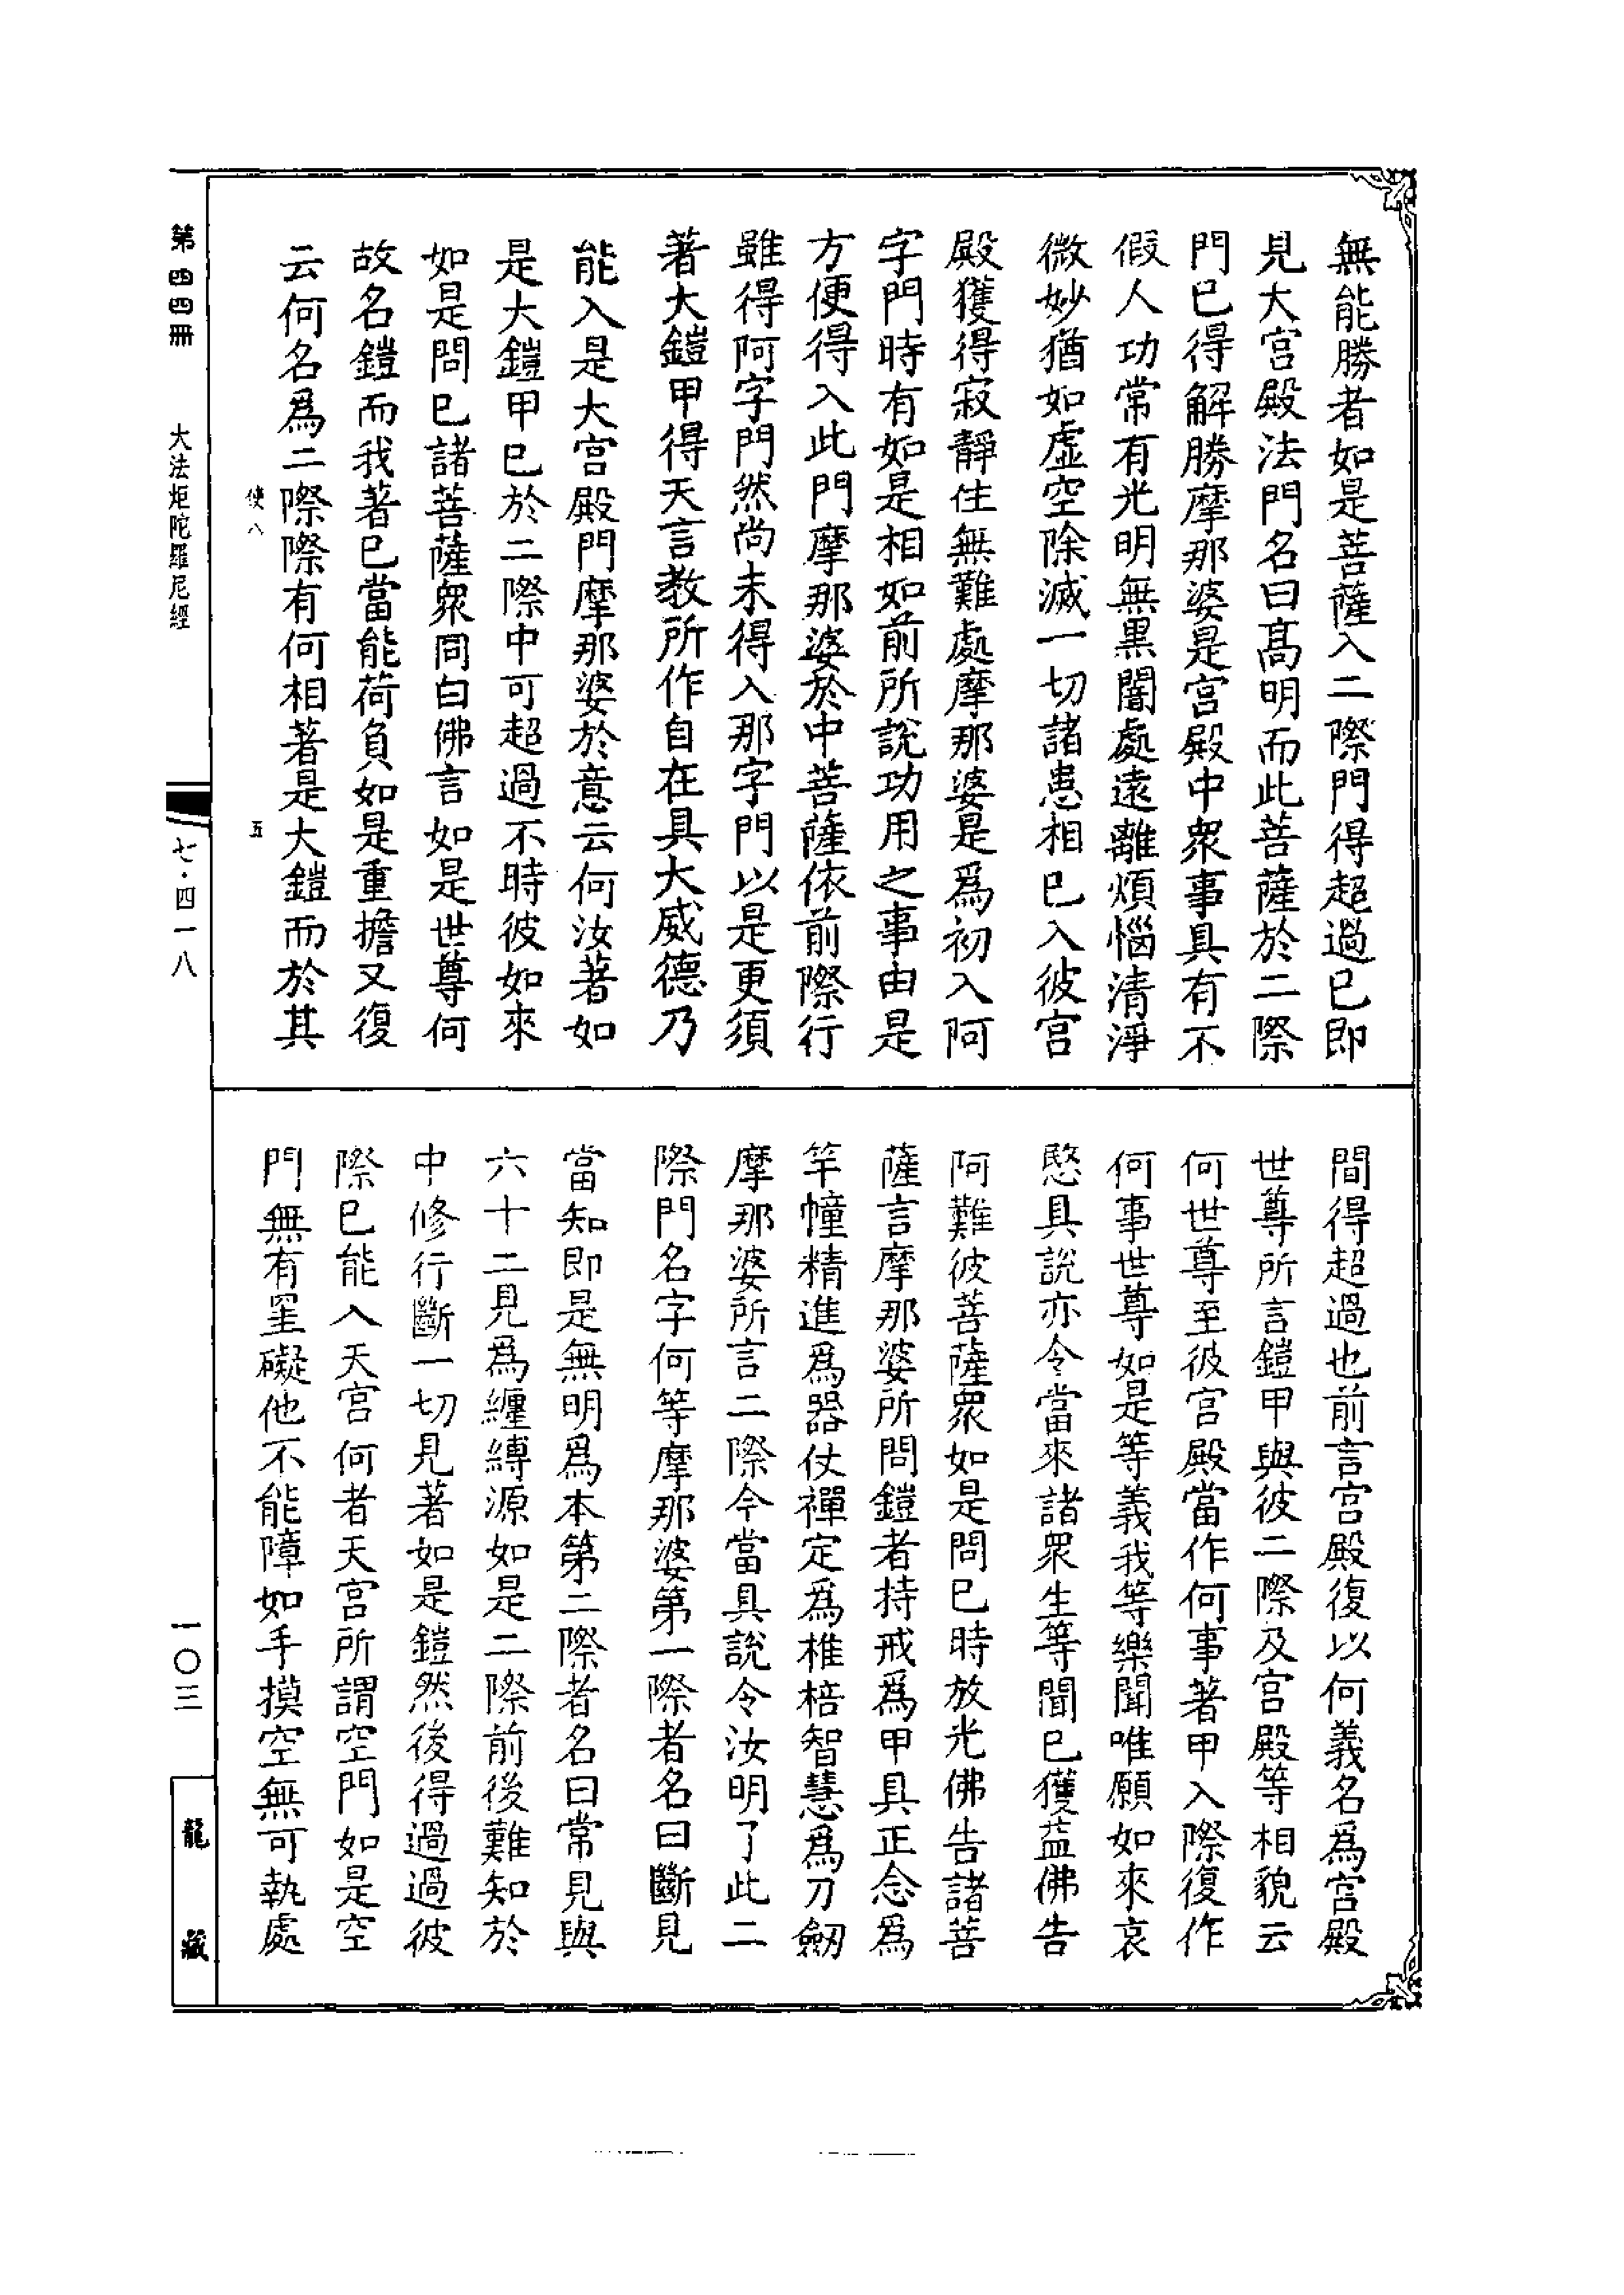 無能勝者如是菩薩入二際門得超過已即
見大宮殿法門名曰高明而此菩薩於二際
門已得解勝摩那婆是宮殿中衆事具有不
假人功常有光明無黒闇處遠離煩惱清淨
微妙猶如虛空除滅一切諸患相已入彼宮
殿獲得寂靜住無難處摩那婆是爲初入阿
字門時有如是相如前所說功用之事由是
方便得入此門摩那婆於中菩薩依前際行
雖得阿字門然尚未得入那字門以是更須
著大鎧甲得天言教所作自在具大威德乃
能入是大宮殿門摩那婆於意云何汝著如
是大鎧甲已於二際中可超過不時彼如來
如是問已諸菩薩衆同白佛言如是世尊何
故名鎧而我著已當能荷負如是重擔又復
云何名爲二際際有何相著是大鎧而於其
使八
五
間得超過也前言宮殿復以何義名爲宮殿
世尊所言鎧甲與彼二際及宮殿等相貌云
何世尊至彼宮殿當作何事著甲入際復作
何事世尊如是等義我等樂聞唯願如來哀
愍具說亦令當來諸衆生等聞已獲益佛告
阿難彼菩薩衆如是問已時放光佛告諸菩
薩言摩那婆所問鎧者持戒爲甲具正念爲
竿幢精進爲器仗禪定爲椎棓智慧爲刀劒
摩那婆所言二際今當具說令汝明了此二
際門名字何等摩那婆第一際者名曰斷見
當知即是無明爲本第二際者名曰常見與
六十二見爲纏縛源如是二際前後難知於
中修行斷一切見著如是鎧然後得過過彼
際已能入天宮何者天宮所謂空門如是空
門無有罣礙他不能障如手摸空無可執處
第四四冊
大法炬陀羅尼經
七·四一八
一〇三
龍藏